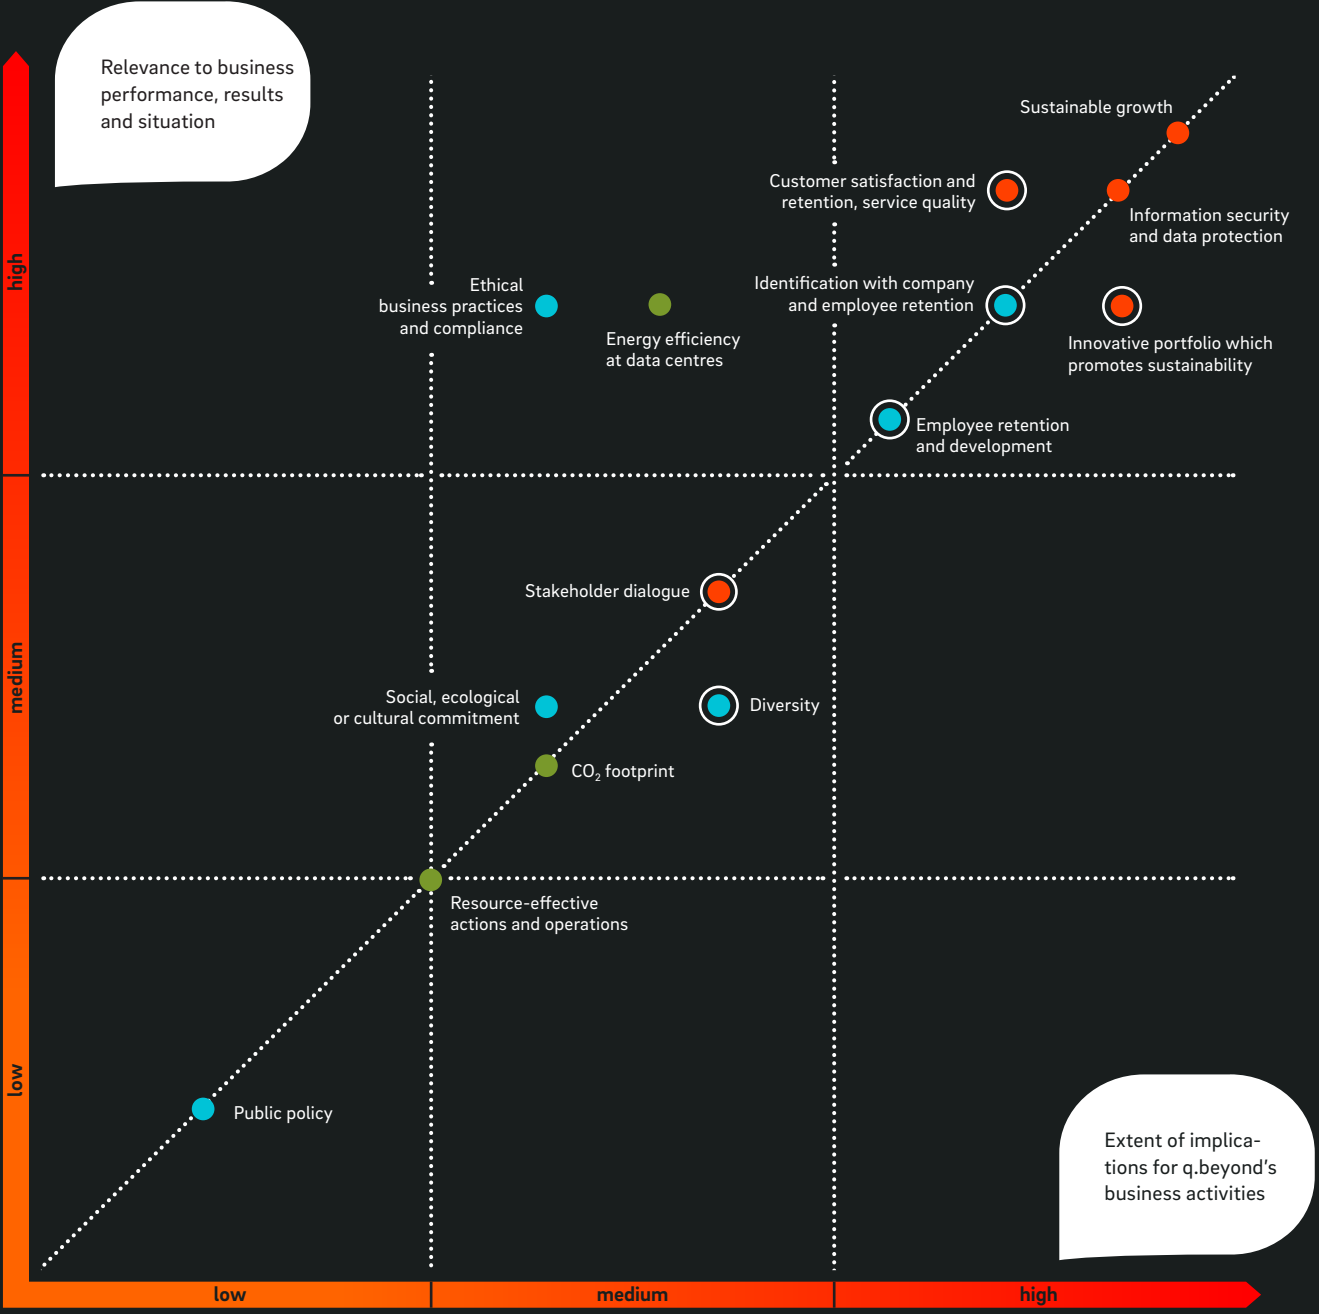 Relevance to business
performance, results
and situation
Sustainable growth
Customer satisfaction and
retention, service quality
Information security
and data protection
Ethical
business practices
and compliance
Energy efficiency
at data centres
Identification with company
and employee retention
Innovative portfolio which
promotes sustainability
Employee retention
and development
Stakeholder dialogue
Social, ecological
or cultural commitment
Diversity
CO₂ footprint
Resource-effective
actions and operations
Public policy
Extent of implica-
tions for q.beyond’s
business activities
high
medium
low
low
medium
high